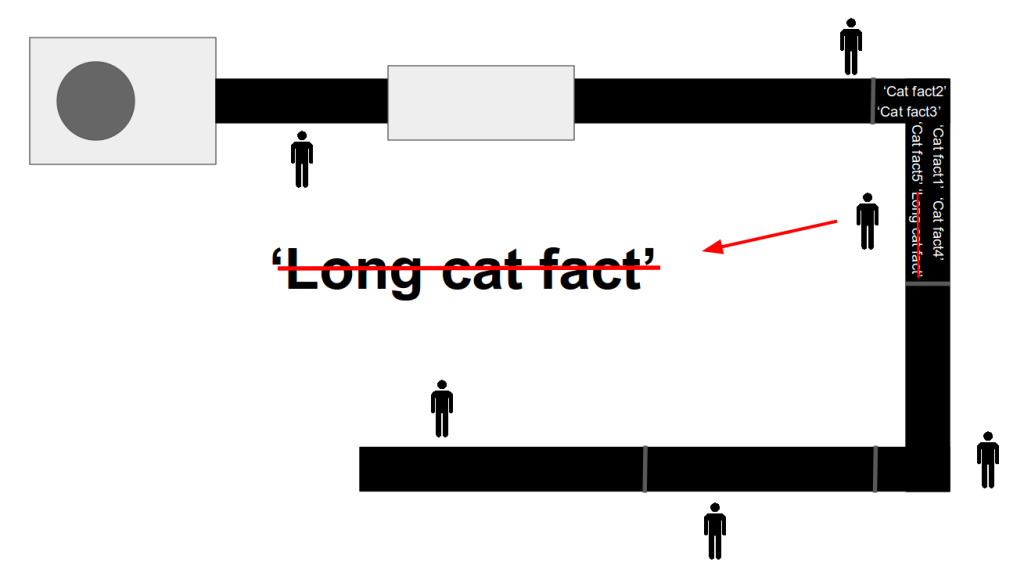 ‘Cat fact2’
‘Cat fact3’
‘Cat fact1’ ‘Cat fact4’
‘Cat fact5’ ‘Long cat fact’
‘Long cat fact’